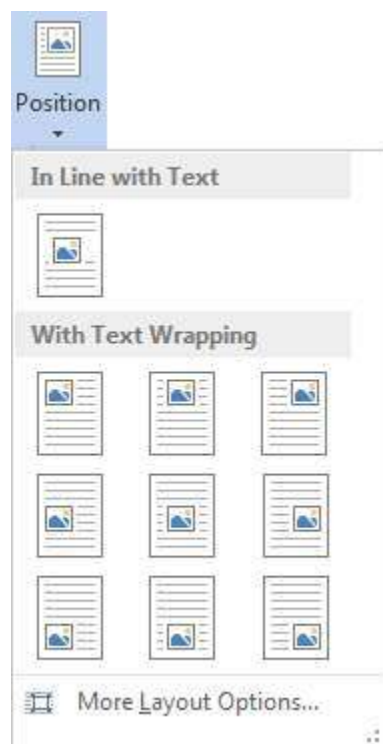 Position
In Line with Text
With Text Wrapping
More Layout Options...